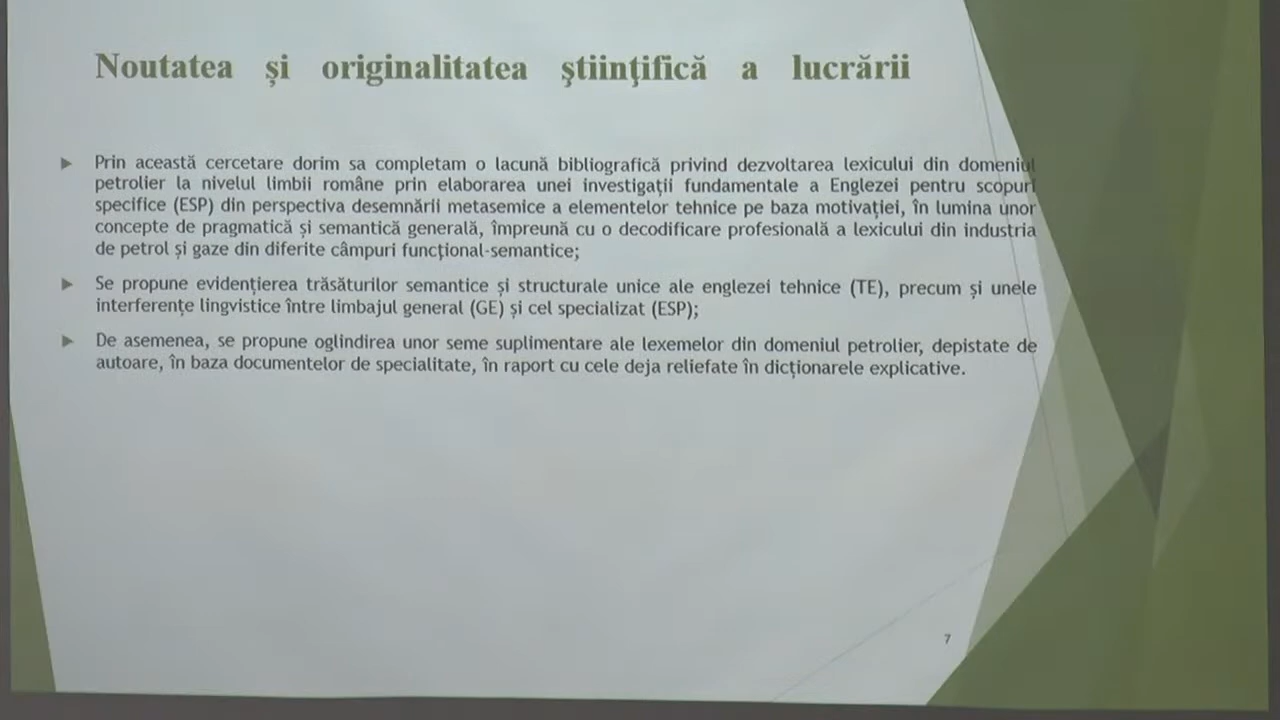 Noutatea și originalitatea ştiinţifică a lucrării
Prin această cercetare dorim sa completam o lacună bibliografică privind dezvoltarea lexicului din domeniul
petrolier la nivelul limbii române prin elaborarea unei investigații fundamentale a Englezei pentru scopuri
specifice (ESP) din perspectiva desemnării metasemice a elementelor tehnice pe baza motivației, în lumina unor
concepte de pragmatică și semantică generală, împreună cu o decodificare profesională a lexicului din industria
de petrol și gaze din diferite câmpuri funcțional-semantice;
Se propune evidențierea trăsăturilor semantice și structurale unice ale englezei tehnice (TE), precum și unele
interferențe lingvistice între limbajul general (GE) și cel specializat (ESP);
De asemenea, se propune oglindirea unor seme suplimentare ale lexemelor din domeniul petrolier, depistate de
autoare, în baza documentelor de specialitate, în raport cu cele deja reliefate în dicționarele explicative.
7